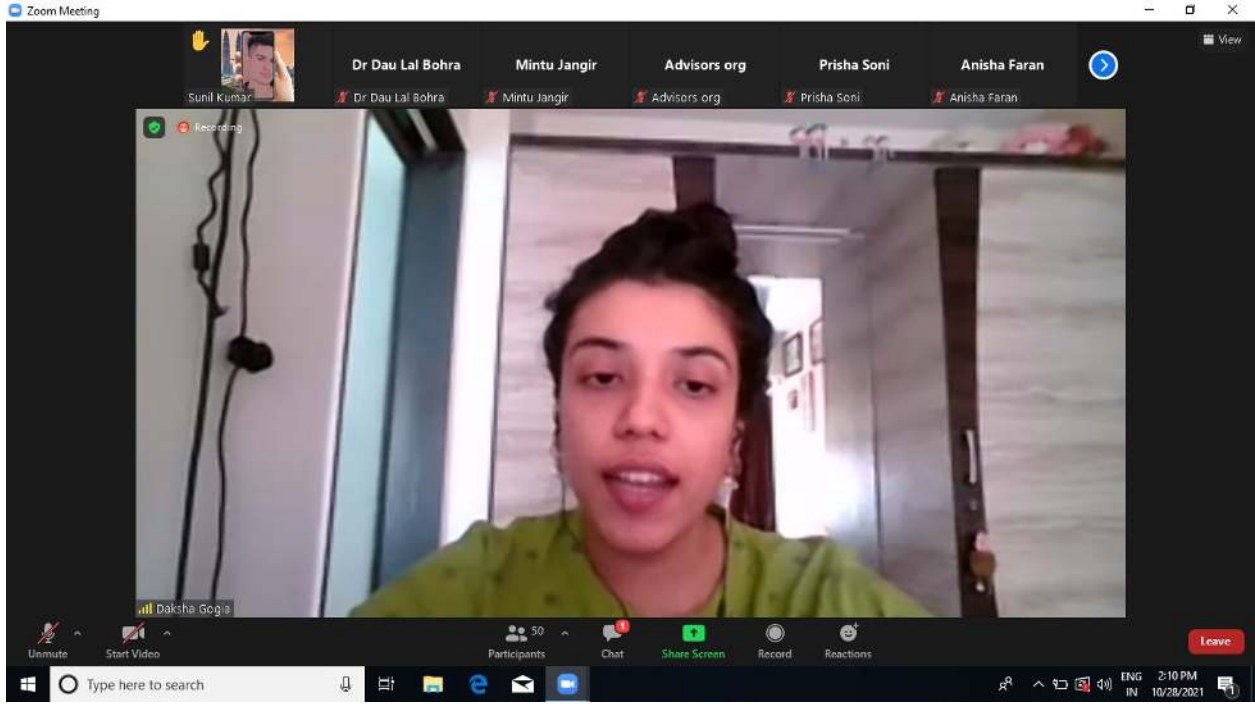 Zoom Meeting
View
Dr Dau Lal Bohra
Mintu Jangir
Advisors org
Prisha Soni
Anisha Faran
Sunil Kumar
Dr Dau Lal Bohra
Mintu Jangir
Advisors org
Prisha Soni
Anisha Faran
Recording
Daksha Gogia
50
1
Unmute
Start Video
Participants
Chat
Share Screen
Record
Reactions
Leave
Type here to search
ENG
IN
2:10 PM
10/28/2021
1